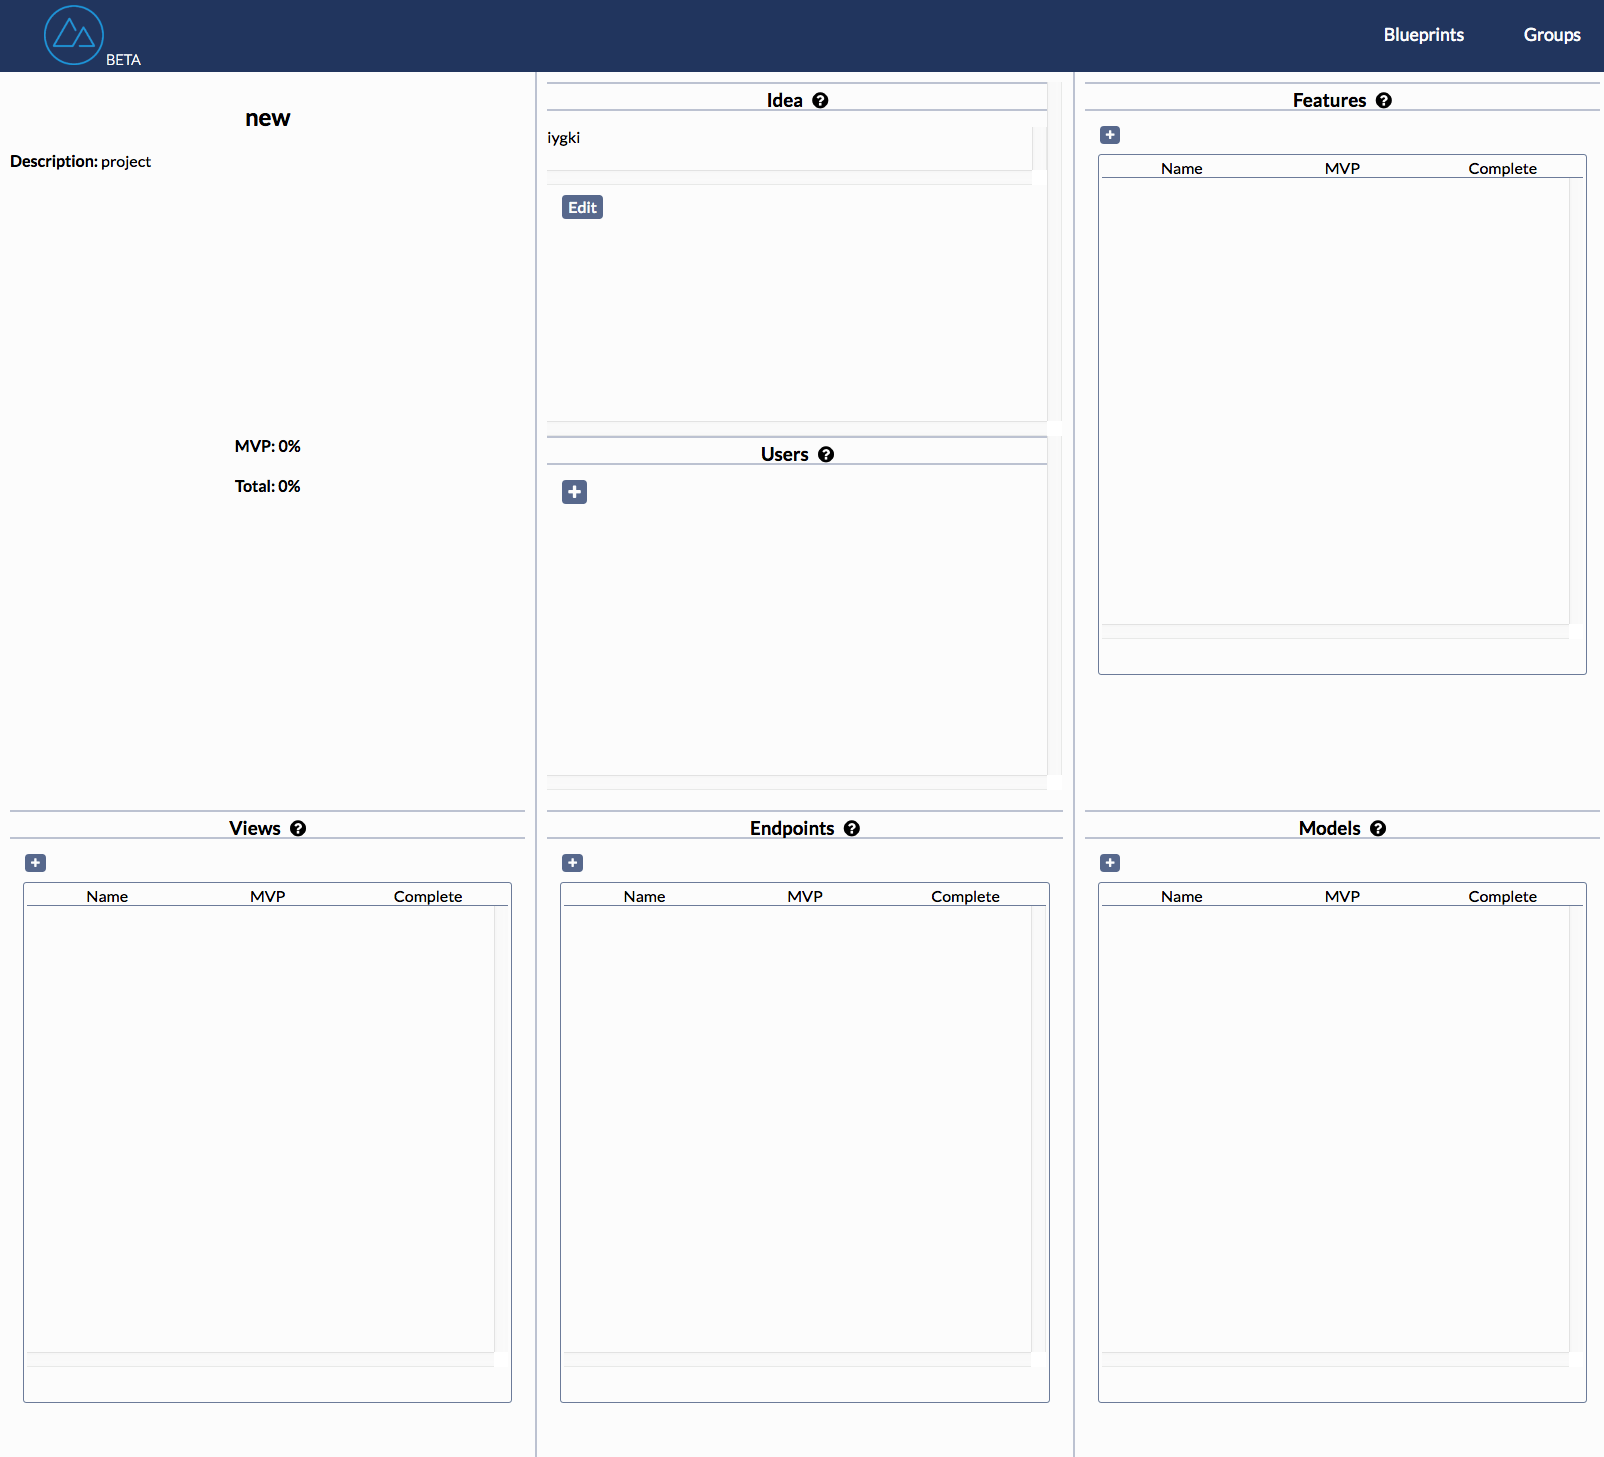 BETA
Blueprints
Groups
new
Description: project
MVP: 0%
Total: 0%
Idea
iygki
Edit
Users
Features
Name MVP Complete
Views
Name MVP Complete
Endpoints
Name MVP Complete
Models
Name MVP Complete